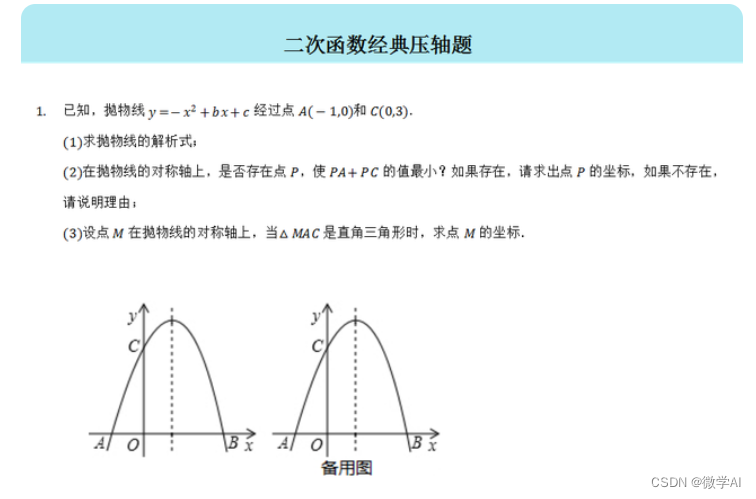 二次函数经典压轴题
1. 已知，抛物线 y=−x²+bx+c 经过点 A(−1,0)和 C(0,3).
(1)求抛物线的解析式；
(2)在抛物线的对称轴上，是否存在点 P，使 PA+PC 的值最小？如果存在，请求出点 P 的坐标，如果不存在，
请说明理由；
(3)设点 M 在抛物线的对称轴上，当△MAC 是直角三角形时，求点 M 的坐标.
y y
C C
A O B x A O B x
备用图
CSDN @微学AI